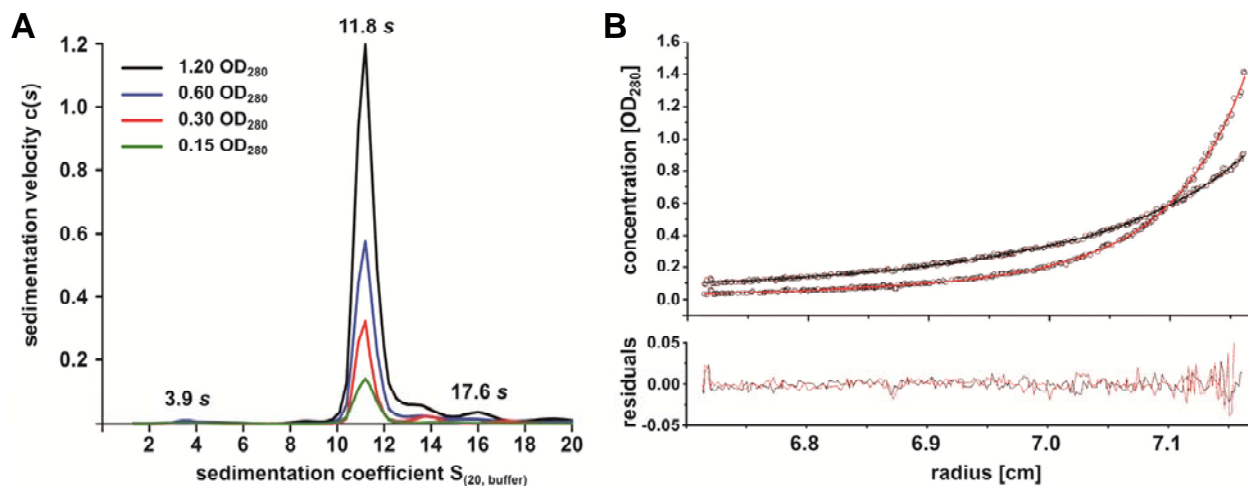 A
11.8 s
1.20 OD280
0.60 OD280
0.30 OD280
0.15 OD280
3.9 s
17.6 s
sedimentation velocity c(s)
1.2
1.0
0.8
0.6
0.4
0.2
2 4 6 8 10 12 14 16 18 20
sedimentation coefficient S(20, buffer)
B
concentration [OD280]
1.6
1.4
1.2
1.0
0.8
0.6
0.4
0.2
0.0
residuals
0.05
0.00
-0.05
6.8 6.9 7.0 7.1
radius [cm]